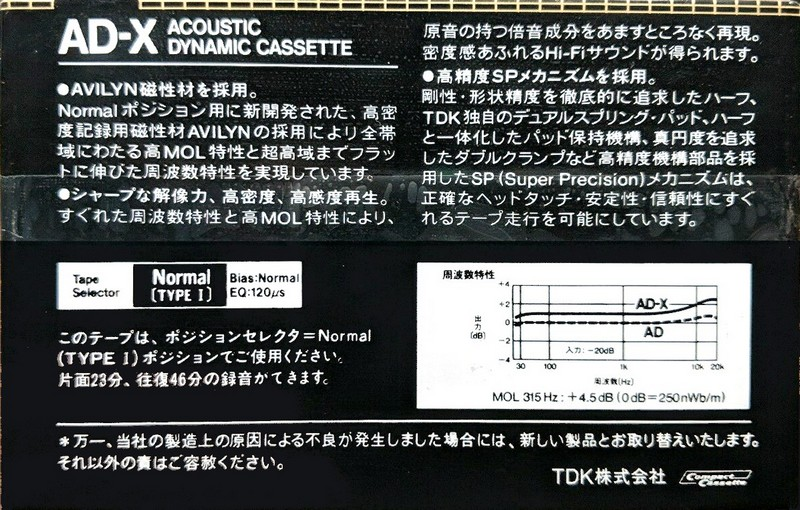 AD-X ACOUSTIC
DYNAMIC CASSETTE
●AVILYN磁性材を採用。
Normalポジション用に新開発された、高密
度記録用磁性材AVILYNの採用により全帯
域にわたる高MOL特性と超高域までフラッ
トに伸びた周波数特性を実現しています。
●シャープな解像力、高密度、高感度再生。
すぐれた周波数特性と高MOL特性により、
原音の持つ倍音成分をあますところなく再現。
密度感あふれるHi-Fiサウンドが得られます。
●高精度SPメカニズムを採用。
剛性・形状精度を徹底的に追求したハーフ、
TDK独自のデュアルスプリング・パッド、ハーフ
と一体化したパッド保持機構、真円度を追求
したダブルクランプなど高精度機構部品を採
用したSP(Super Precision)メカニズムは、
正確なヘッドタッチ・安定性・信頼性にすぐ
れるテープ走行を可能にしています。
Tape
Selector
Normal
(TYPE I)
Bias:Normal
EQ:120μs
このテープは、ポジションセレクタ=Normal
(TYPE I)ポジションでご使用ください。
片面23分、往復46分の録音ができます。
周波数特性
+4
+2
0
-2
-4
出力
(dB)
AD-X
AD
入力:-20dB
30 100 1k 10k 20k
周波数(Hz)
MOL 315Hz:+4.5dB(0dB=250nWb/m)
*万一、当社の製造上の原因による不良が発生しました場合には、新しい製品とお取り替えいたします。
それ以外の責はご容赦ください。
TDK株式会社
Compact
Cassette